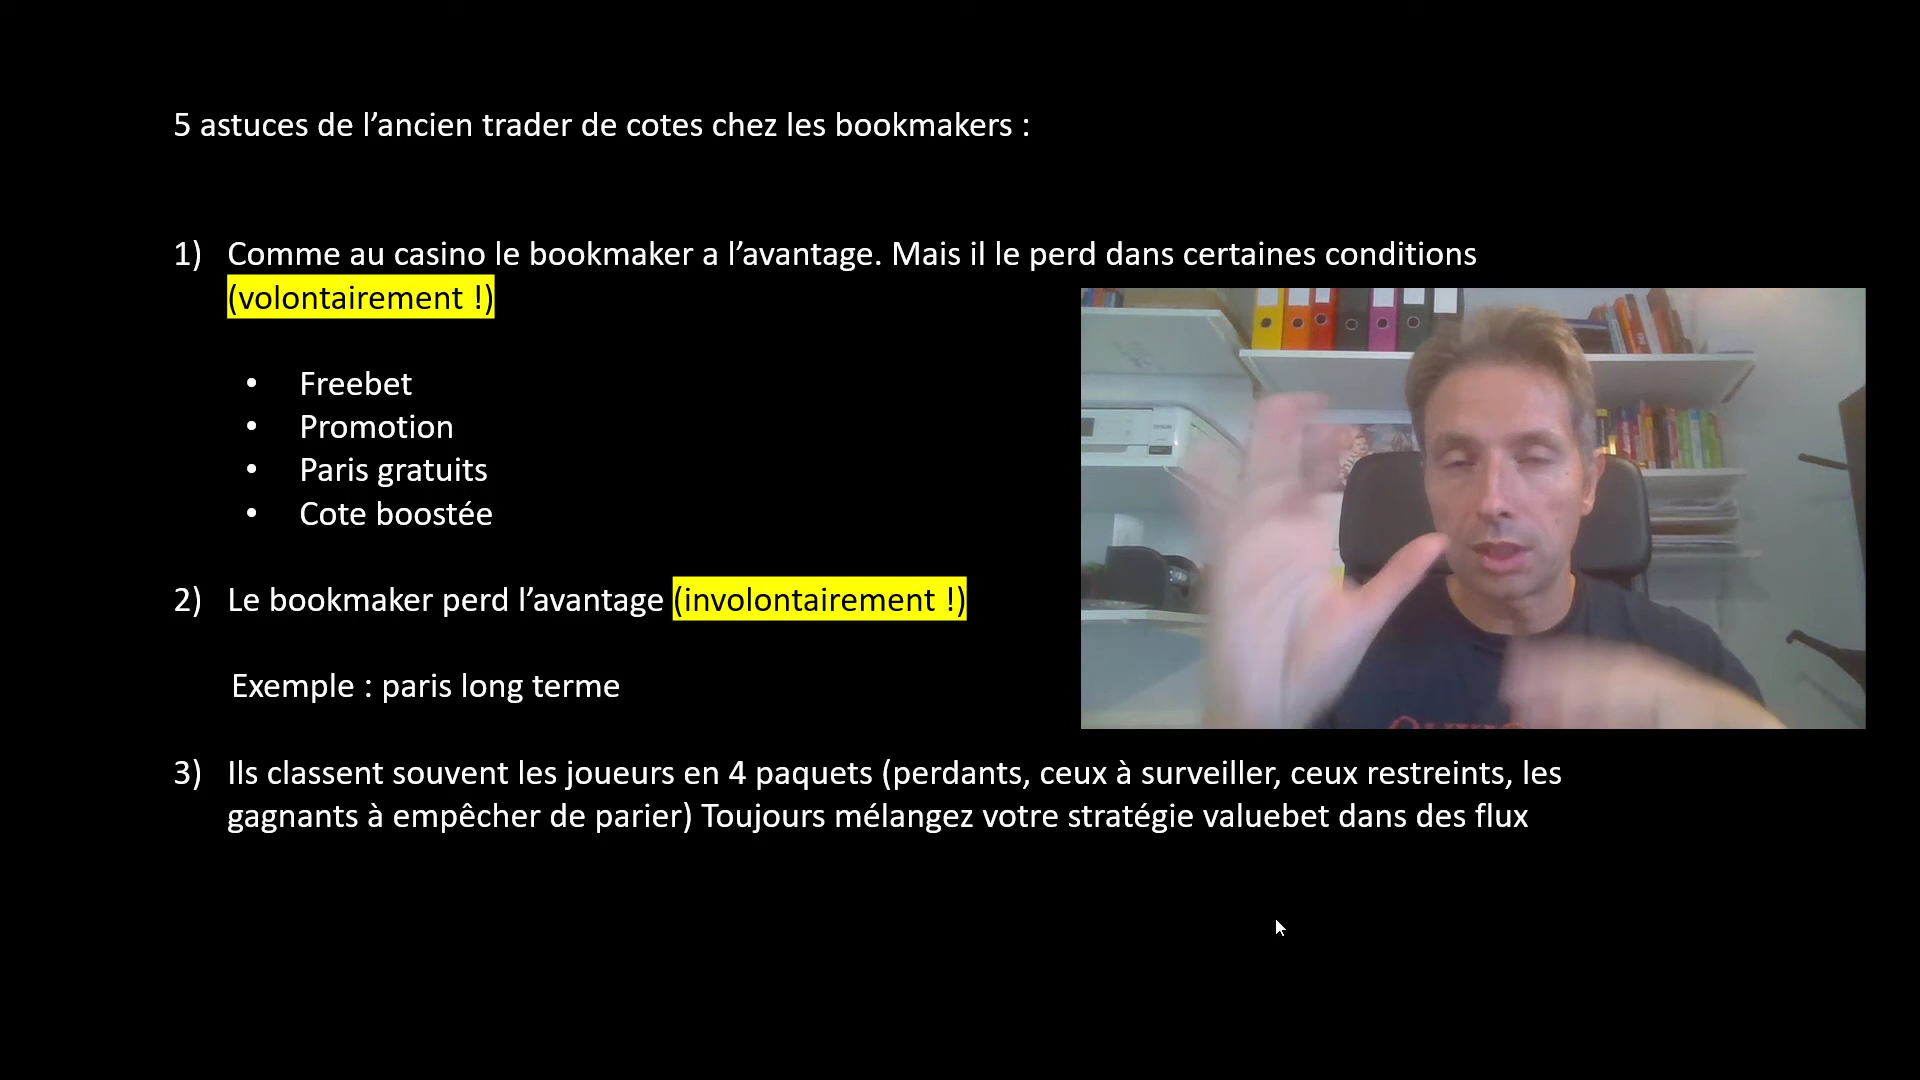 5 astuces de l’ancien trader de cotes chez les bookmakers :
1) Comme au casino le bookmaker a l’avantage. Mais il le perd dans certaines conditions
(volontairement !)
• Freebet
• Promotion
• Paris gratuits
• Cote boostée
2) Le bookmaker perd l’avantage (involontairement !)
Exemple : paris long terme
3) Ils classent souvent les joueurs en 4 paquets (perdants, ceux à surveiller, ceux restreints, les
gagnants à empêcher de parier) Toujours mélangez votre stratégie valuebet dans des flux